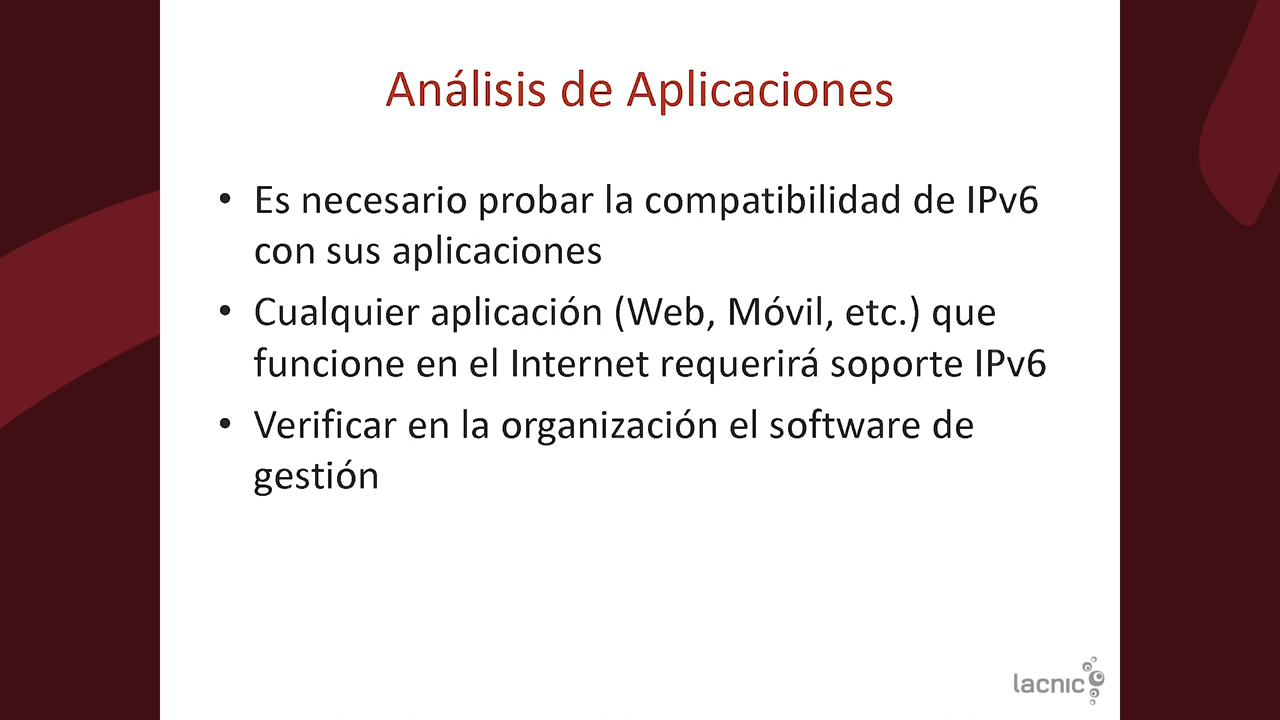 Análisis de Aplicaciones
• Es necesario probar la compatibilidad de IPv6
con sus aplicaciones
• Cualquier aplicación (Web, Móvil, etc.) que
funcione en el Internet requerirá soporte IPv6
• Verificar en la organización el software de
gestión
lacnic